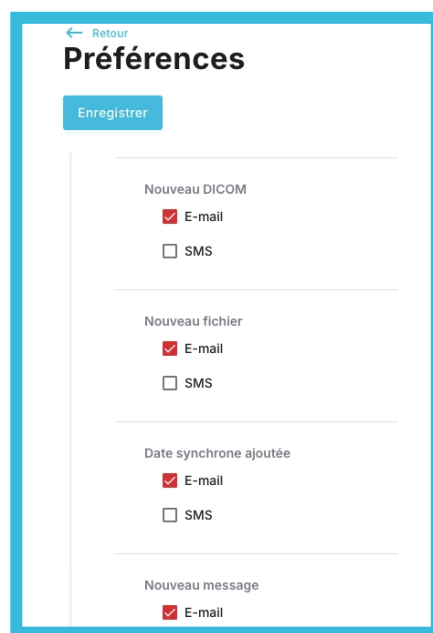 Retour
Préférences
Enregistrer
Nouveau DICOM
E-mail
SMS
Nouveau fichier
E-mail
SMS
Date synchrone ajoutée
E-mail
SMS
Nouveau message
E-mail